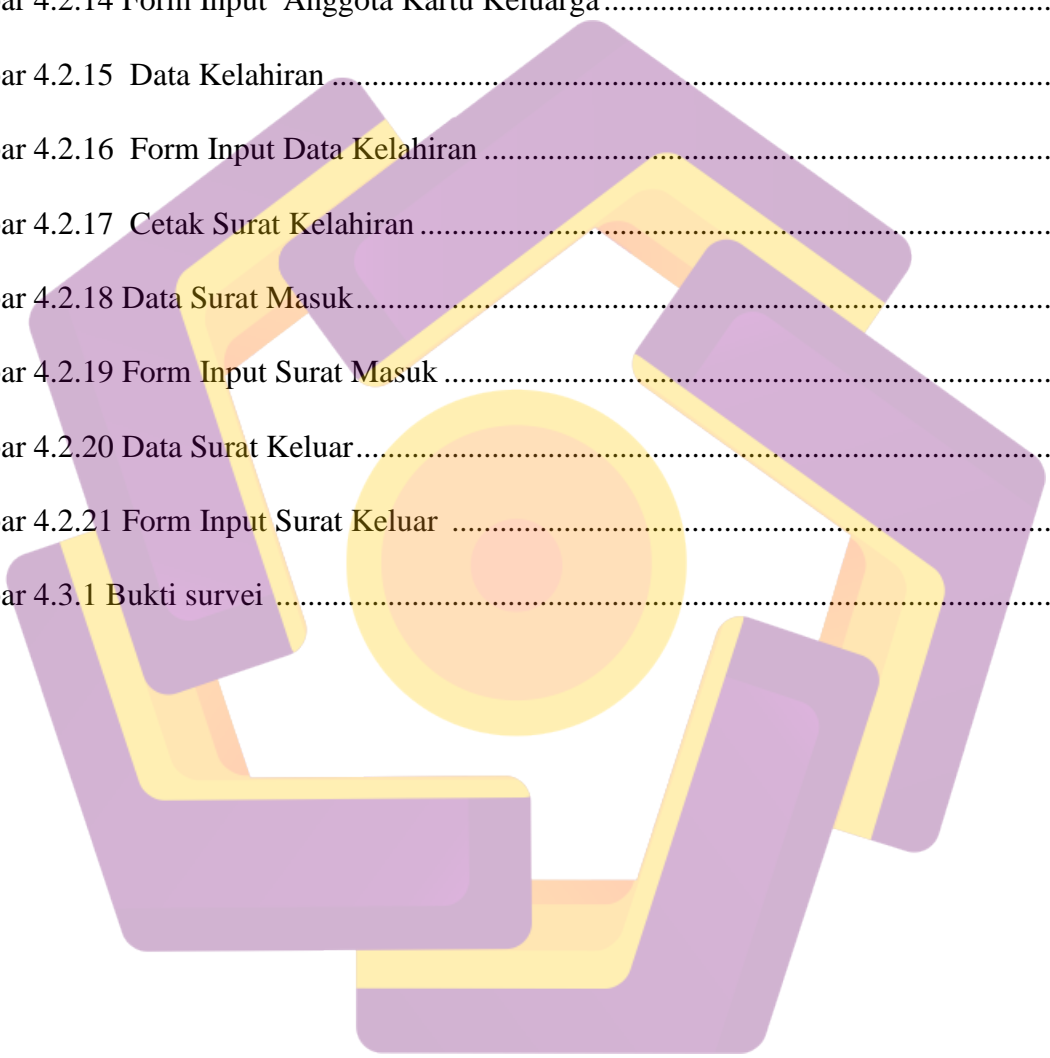 ar 4.2.14 Form Input  Anggota Kartu Keluarga..........................................................
ar 4.2.15  Data Kelahiran ..........................................................................................
ar 4.2.16  Form Input Data Kelahiran .......................................................................
ar 4.2.17  Cetak Surat Kelahiran ...............................................................................
ar 4.2.18 Data Surat Masuk.......................................................................................
ar 4.2.19 Form Input Surat Masuk ............................................................................
ar 4.2.20 Data Surat Keluar.......................................................................................
ar 4.2.21 Form Input Surat Keluar  ...........................................................................
ar 4.3.1 Bukti survei .................................................................................................